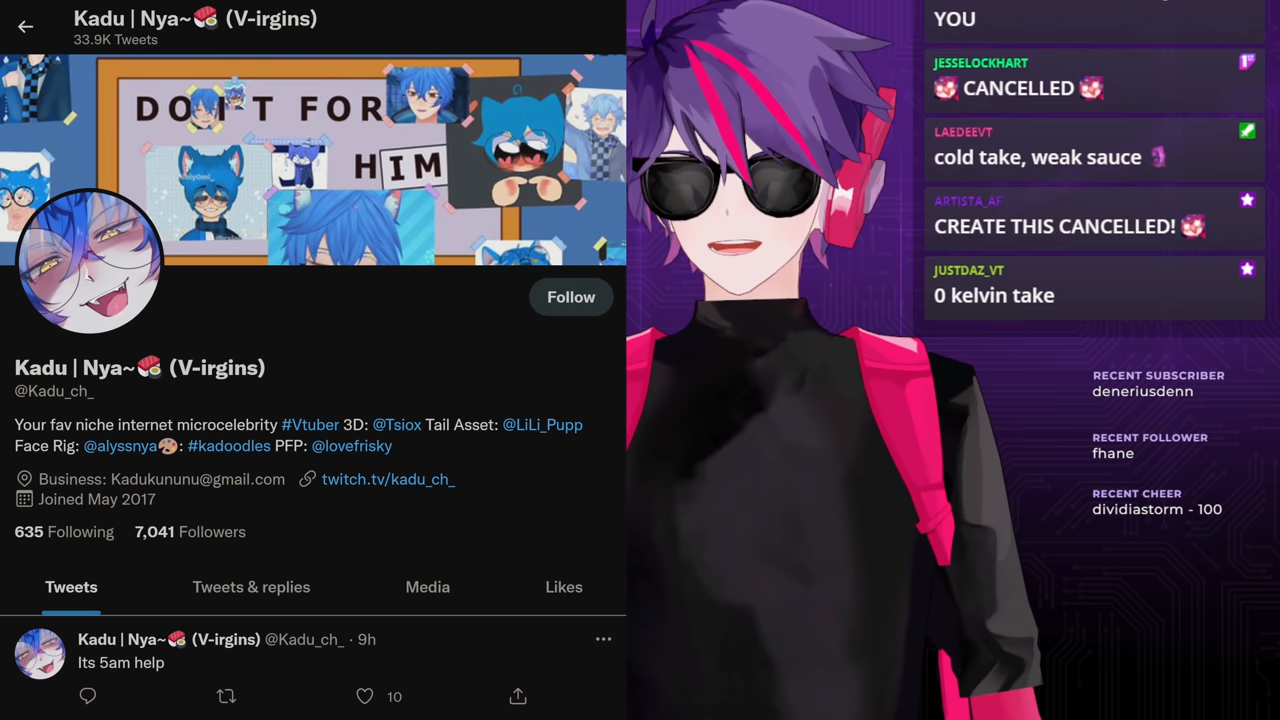 Kadu | Nya~🍣 (V-irgins)
33.9K Tweets
DO T FOR
HIM
Follow
Kadu | Nya~🍣 (V-irgins)
@Kadu_ch_
Your fav niche internet microcelebrity #Vtuber 3D: @Tsiox Tail Asset: @LiLi_Pupp
Face Rig: @alyssnya🎨: #kadoodles PFP: @lovefrisky
Business: Kadukununu@gmail.com twitch.tv/kadu_ch_
Joined May 2017
635 Following 7,041 Followers
Tweets Tweets & replies Media Likes
Kadu | Nya~🍣 (V-irgins) @Kadu_ch_ · 9h
Its 5am help
10
YOU
JESSELOCKHART
CANCELLED
LAEDEEVT
cold take, weak sauce
ARTISTA_AF
CREATE THIS CANCELLED!
JUSTDAZ_VT
0 kelvin take
RECENT SUBSCRIBER
deneriusdenn
RECENT FOLLOWER
fhane
RECENT CHEER
dividiastorm - 100